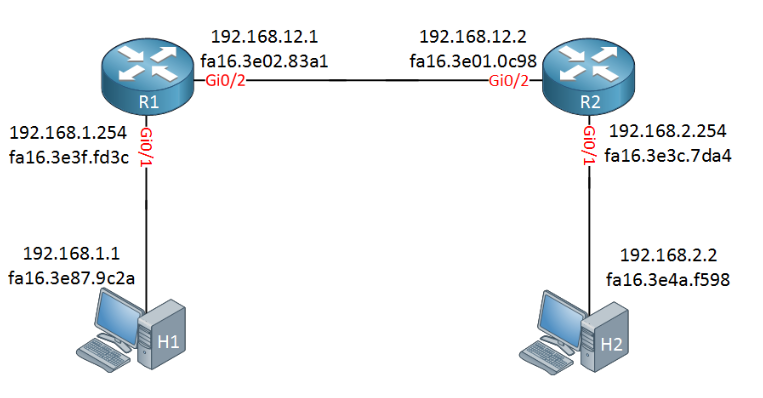 192.168.12.1
fa16.3e02.83a1
192.168.12.2
fa16.3e01.0c98
Gi0/2
Gi0/2
R1
R2
192.168.1.254
fa16.3e3f.fd3c
Gi0/1
Gi0/1
192.168.2.254
fa16.3e3c.7da4
192.168.1.1
fa16.3e87.9c2a
192.168.2.2
fa16.3e4a.f598
H1
H2